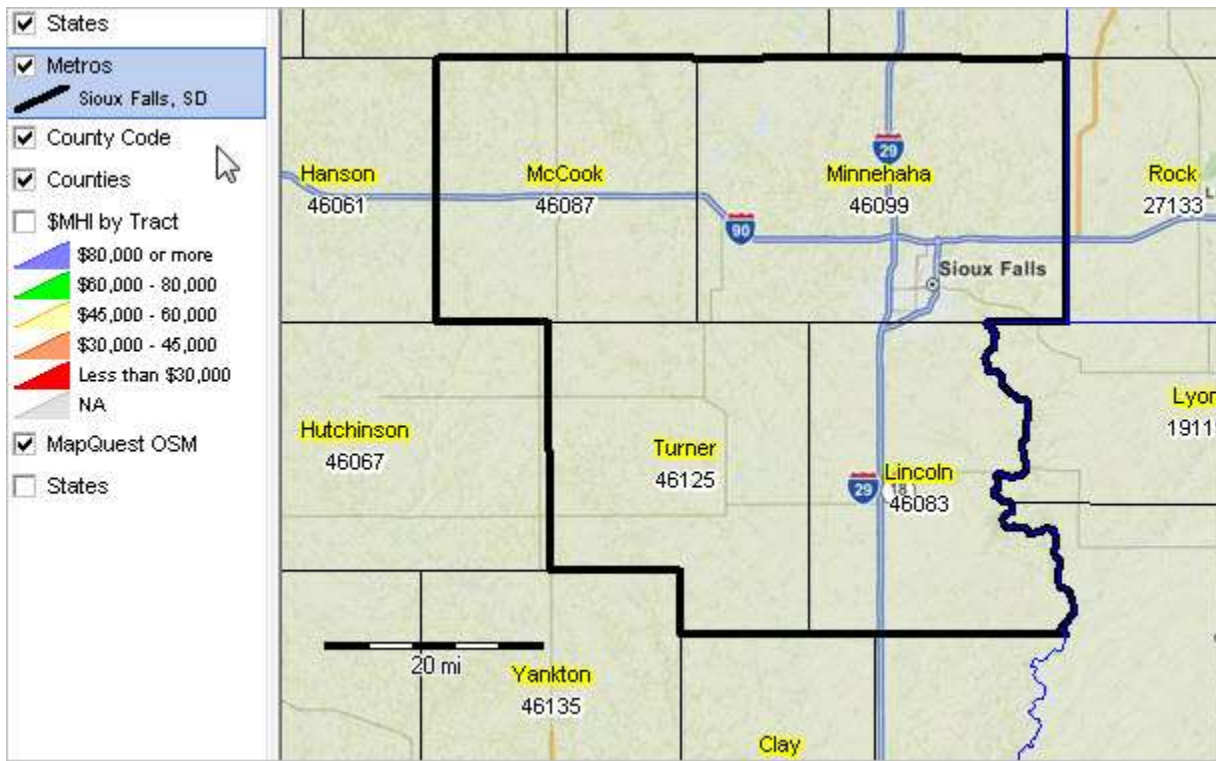 States
Metros
Sioux Falls, SD
County Code
Counties
$MHI by Tract
$80,000 or more
$60,000 - 80,000
$45,000 - 60,000
$30,000 - 45,000
Less than $30,000
NA
MapQuest OSM
States
29
Hanson
46061
McCook
46087
Minnehaha
46099
Rock
27133
L
90
Sioux Falls
Hutchinson
46067
Turner
46125
29
18
Lincoln
46083
Lyon
1911
20 mi
Yankton
46135
Clay